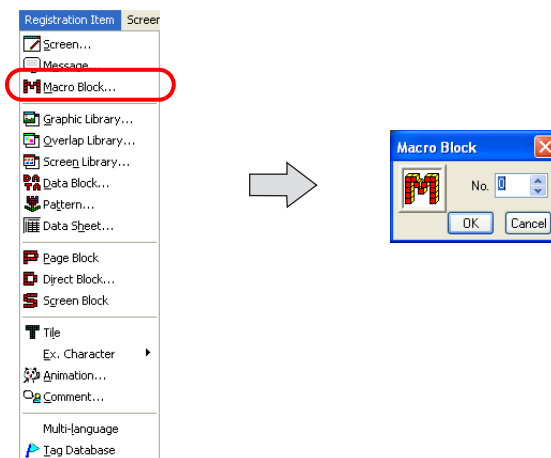 Registration Item Screen
Screen...
Message...
Macro Block...
Graphic Library...
Overlap Library...
Screen Library...
Data Block...
Pattern...
Data Sheet...
Page Block
Direct Block...
Screen Block
Tile
Ex. Character
Animation...
Comment...
Multi-language
Tag Database
Macro Block
No. 0
OK Cancel